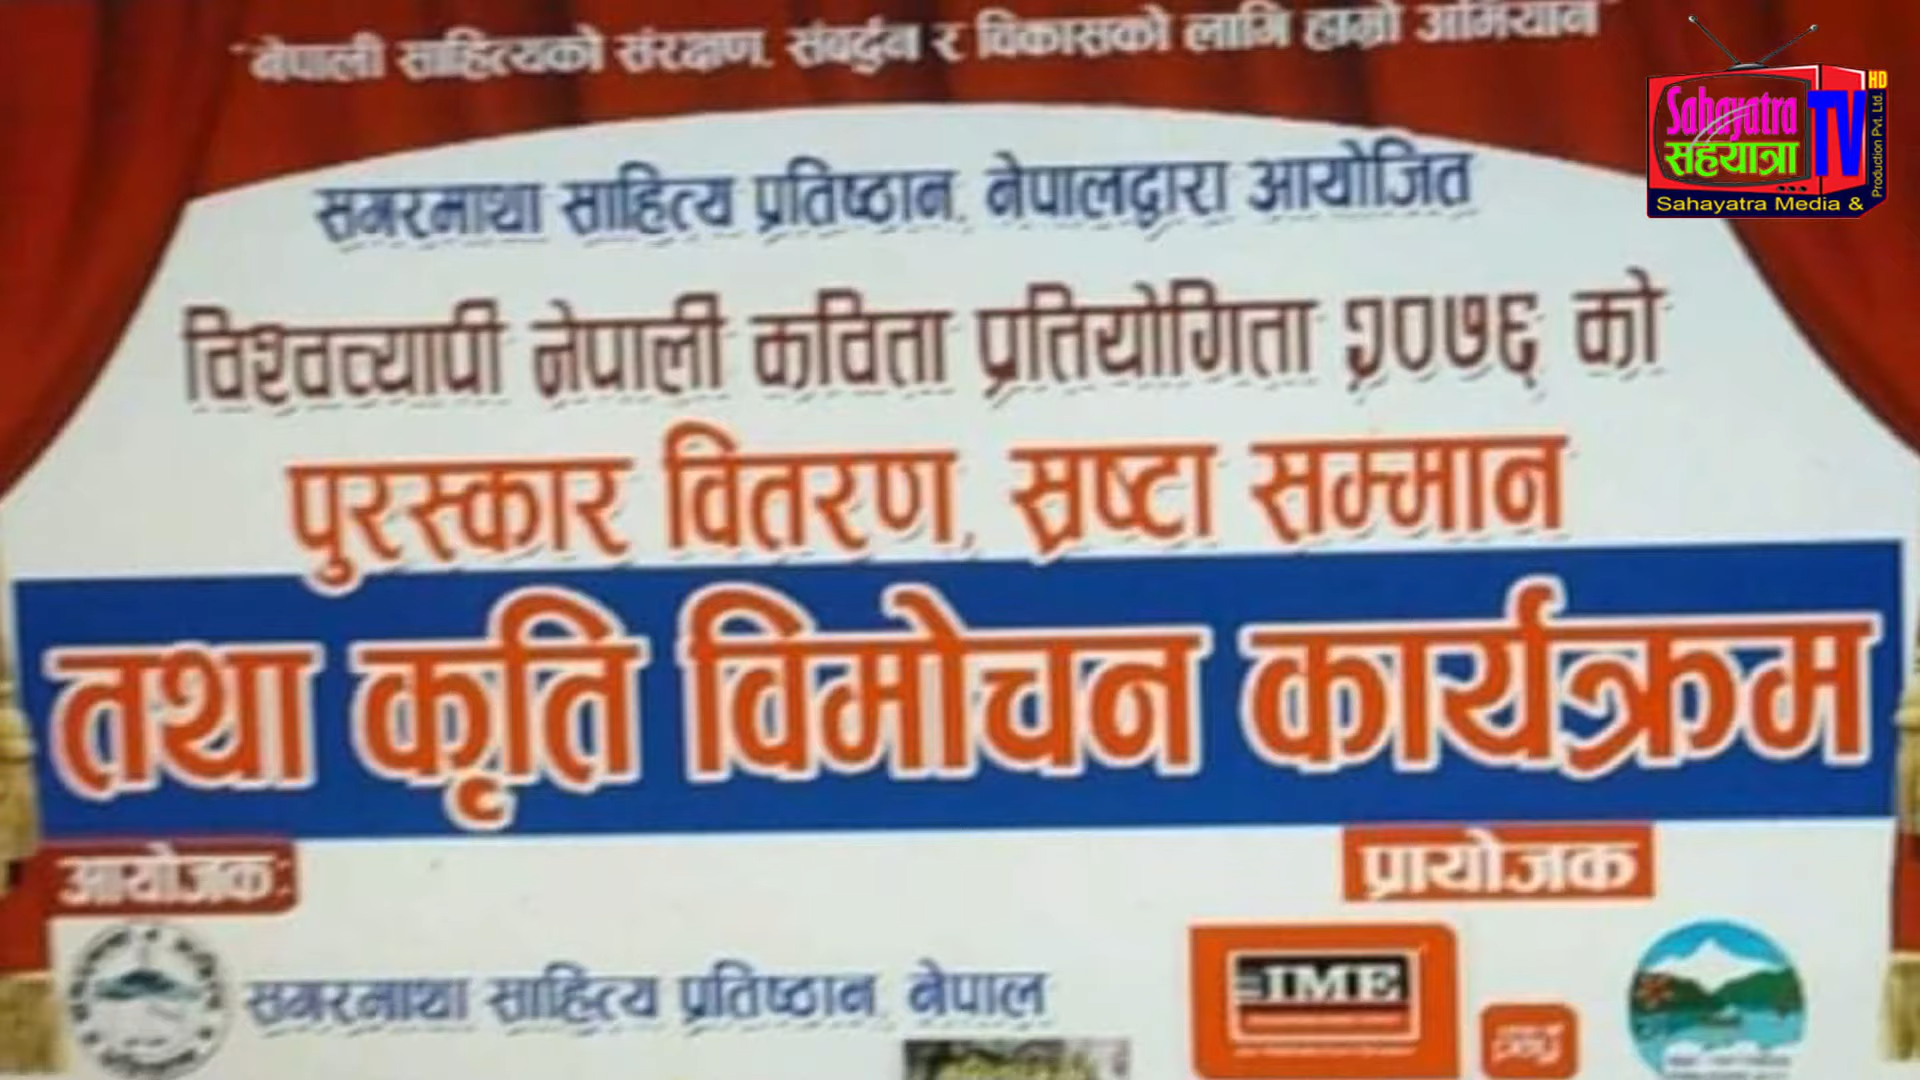 "नेपाली साहित्यको संरक्षण, संवर्द्धन र विकासको लागि हाम्रो अभियान"
सगरमाथा साहित्य प्रतिष्ठान, नेपालद्वारा आयोजित
विश्वव्यापी नेपाली कविता प्रतियोगिता २०७६ को
पुरस्कार वितरण, स्रष्टा सम्मान
तथा कृति विमोचन कार्यक्रम
आयोजक:
सगरमाथा साहित्य प्रतिष्ठान, नेपाल
प्रायोजक
IME
Sahayatra
सहयात्रा
TV
HD
Sahayatra Media &
Production Pvt. Ltd.